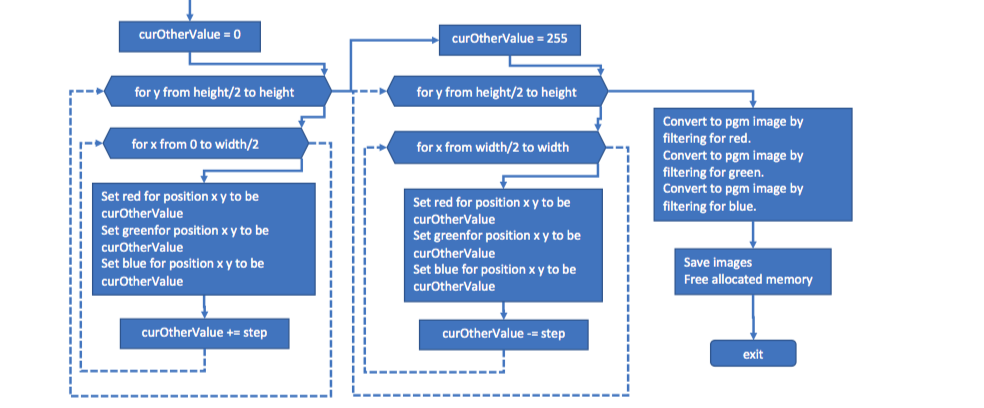 curOtherValue = 0
for y from height/2 to height
for x from 0 to width/2
Set red for position x y to be
curOtherValue
Set greenfor position x y to be
curOtherValue
Set blue for position x y to be
curOtherValue
curOtherValue += step
curOtherValue = 255
for y from height/2 to height
for x from width/2 to width
Set red for position x y to be
curOtherValue
Set greenfor position x y to be
curOtherValue
Set blue for position x y to be
curOtherValue
curOtherValue -= step
Convert to pgm image by
filtering for red.
Convert to pgm image by
filtering for green.
Convert to pgm image by
filtering for blue.
Save images
Free allocated memory
exit